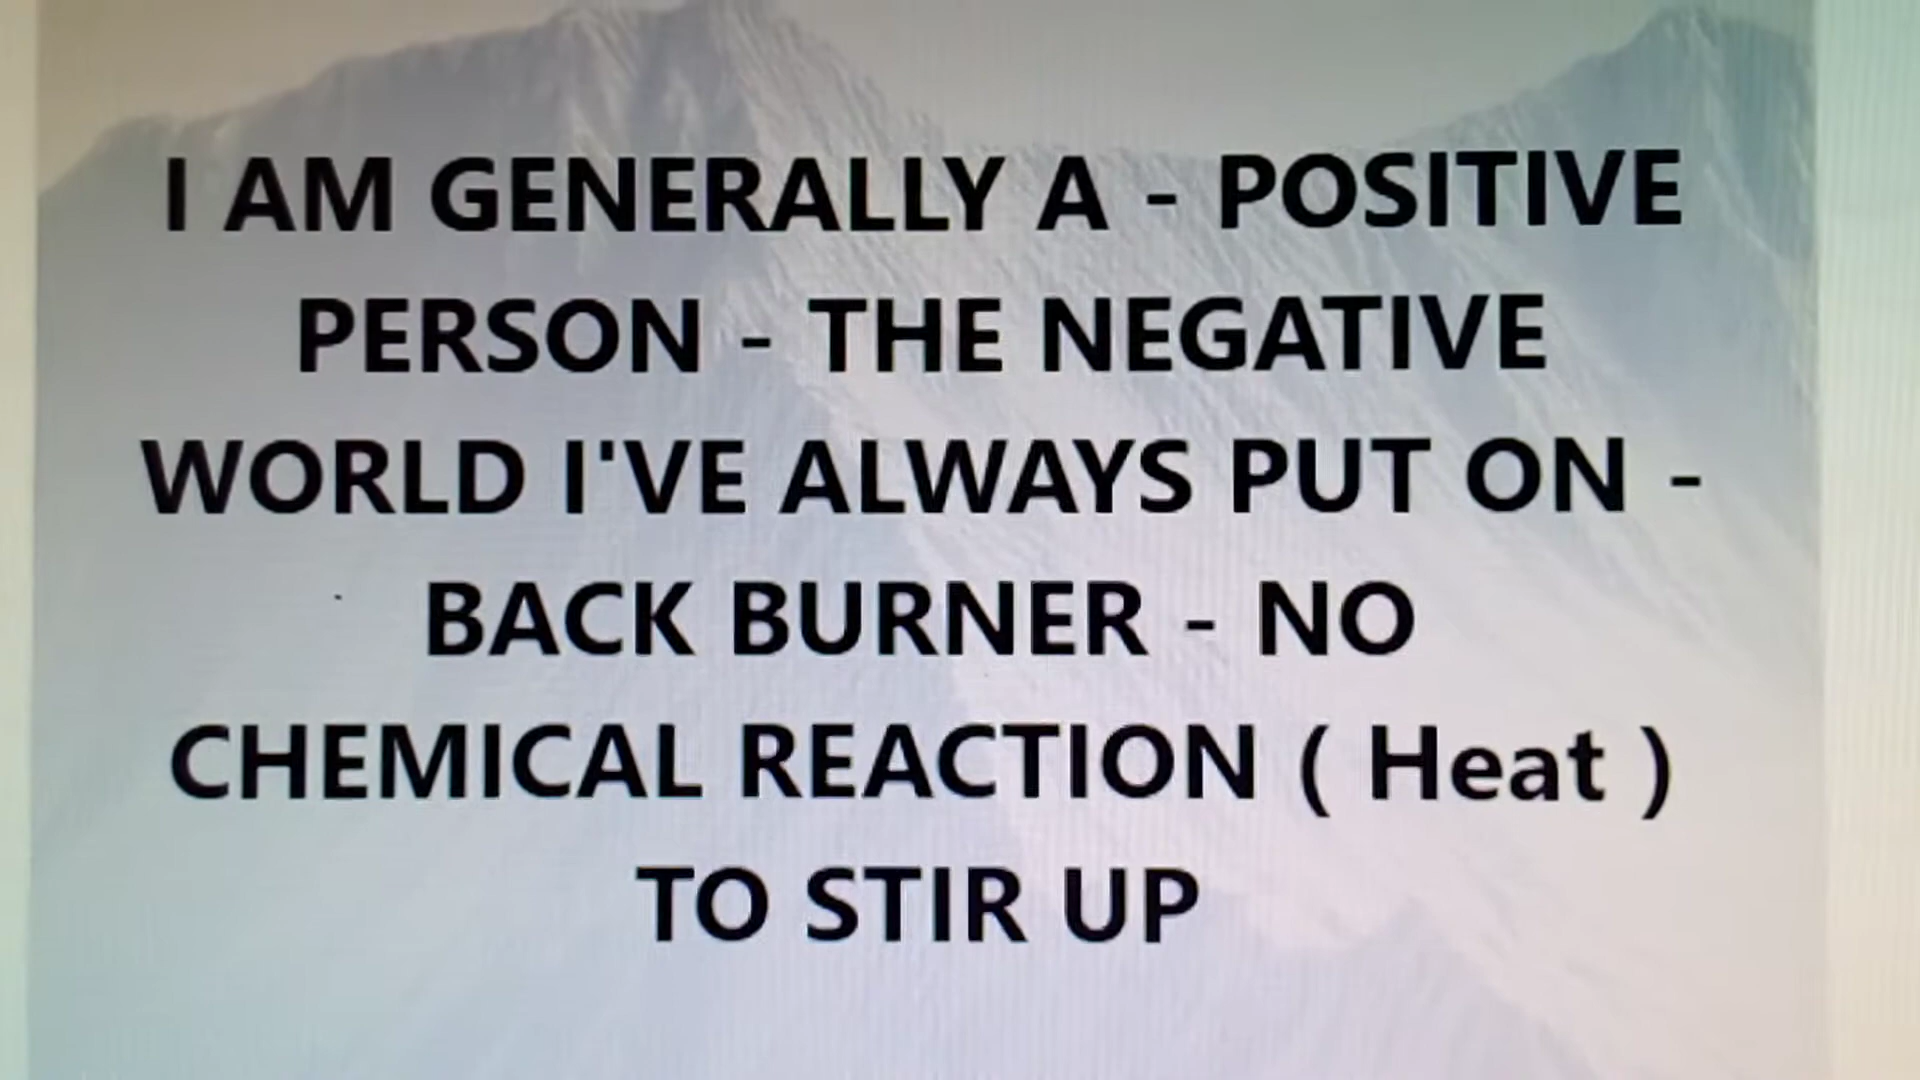 I AM GENERALLY A - POSITIVE
PERSON - THE NEGATIVE
WORLD I'VE ALWAYS PUT ON -
BACK BURNER - NO
CHEMICAL REACTION ( Heat )
TO STIR UP